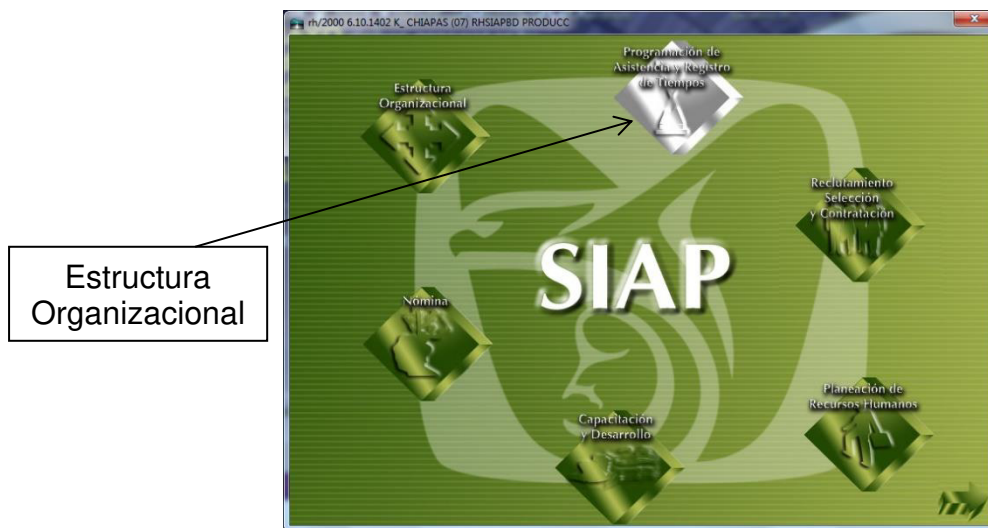 rh/2000 6.10.1402 K_ CHIAPAS (07) RHSIAPBD PRODUCC
Programación de
Asistencia y Registro
de Tiempos
Estructura
Organizacional
Reclutamiento
Selección
y Contratación
SIAP
Estructura
Organizacional
Nómina
Planeación de
Recursos Humanos
Capacitación
y Desarrollo